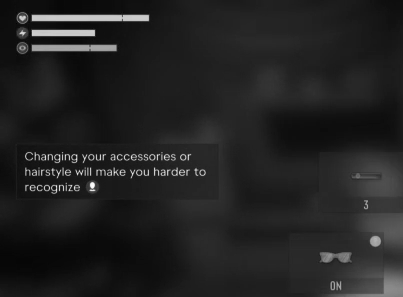 Changing your accessories or
hairstyle will make you harder to
recognize
3
ON